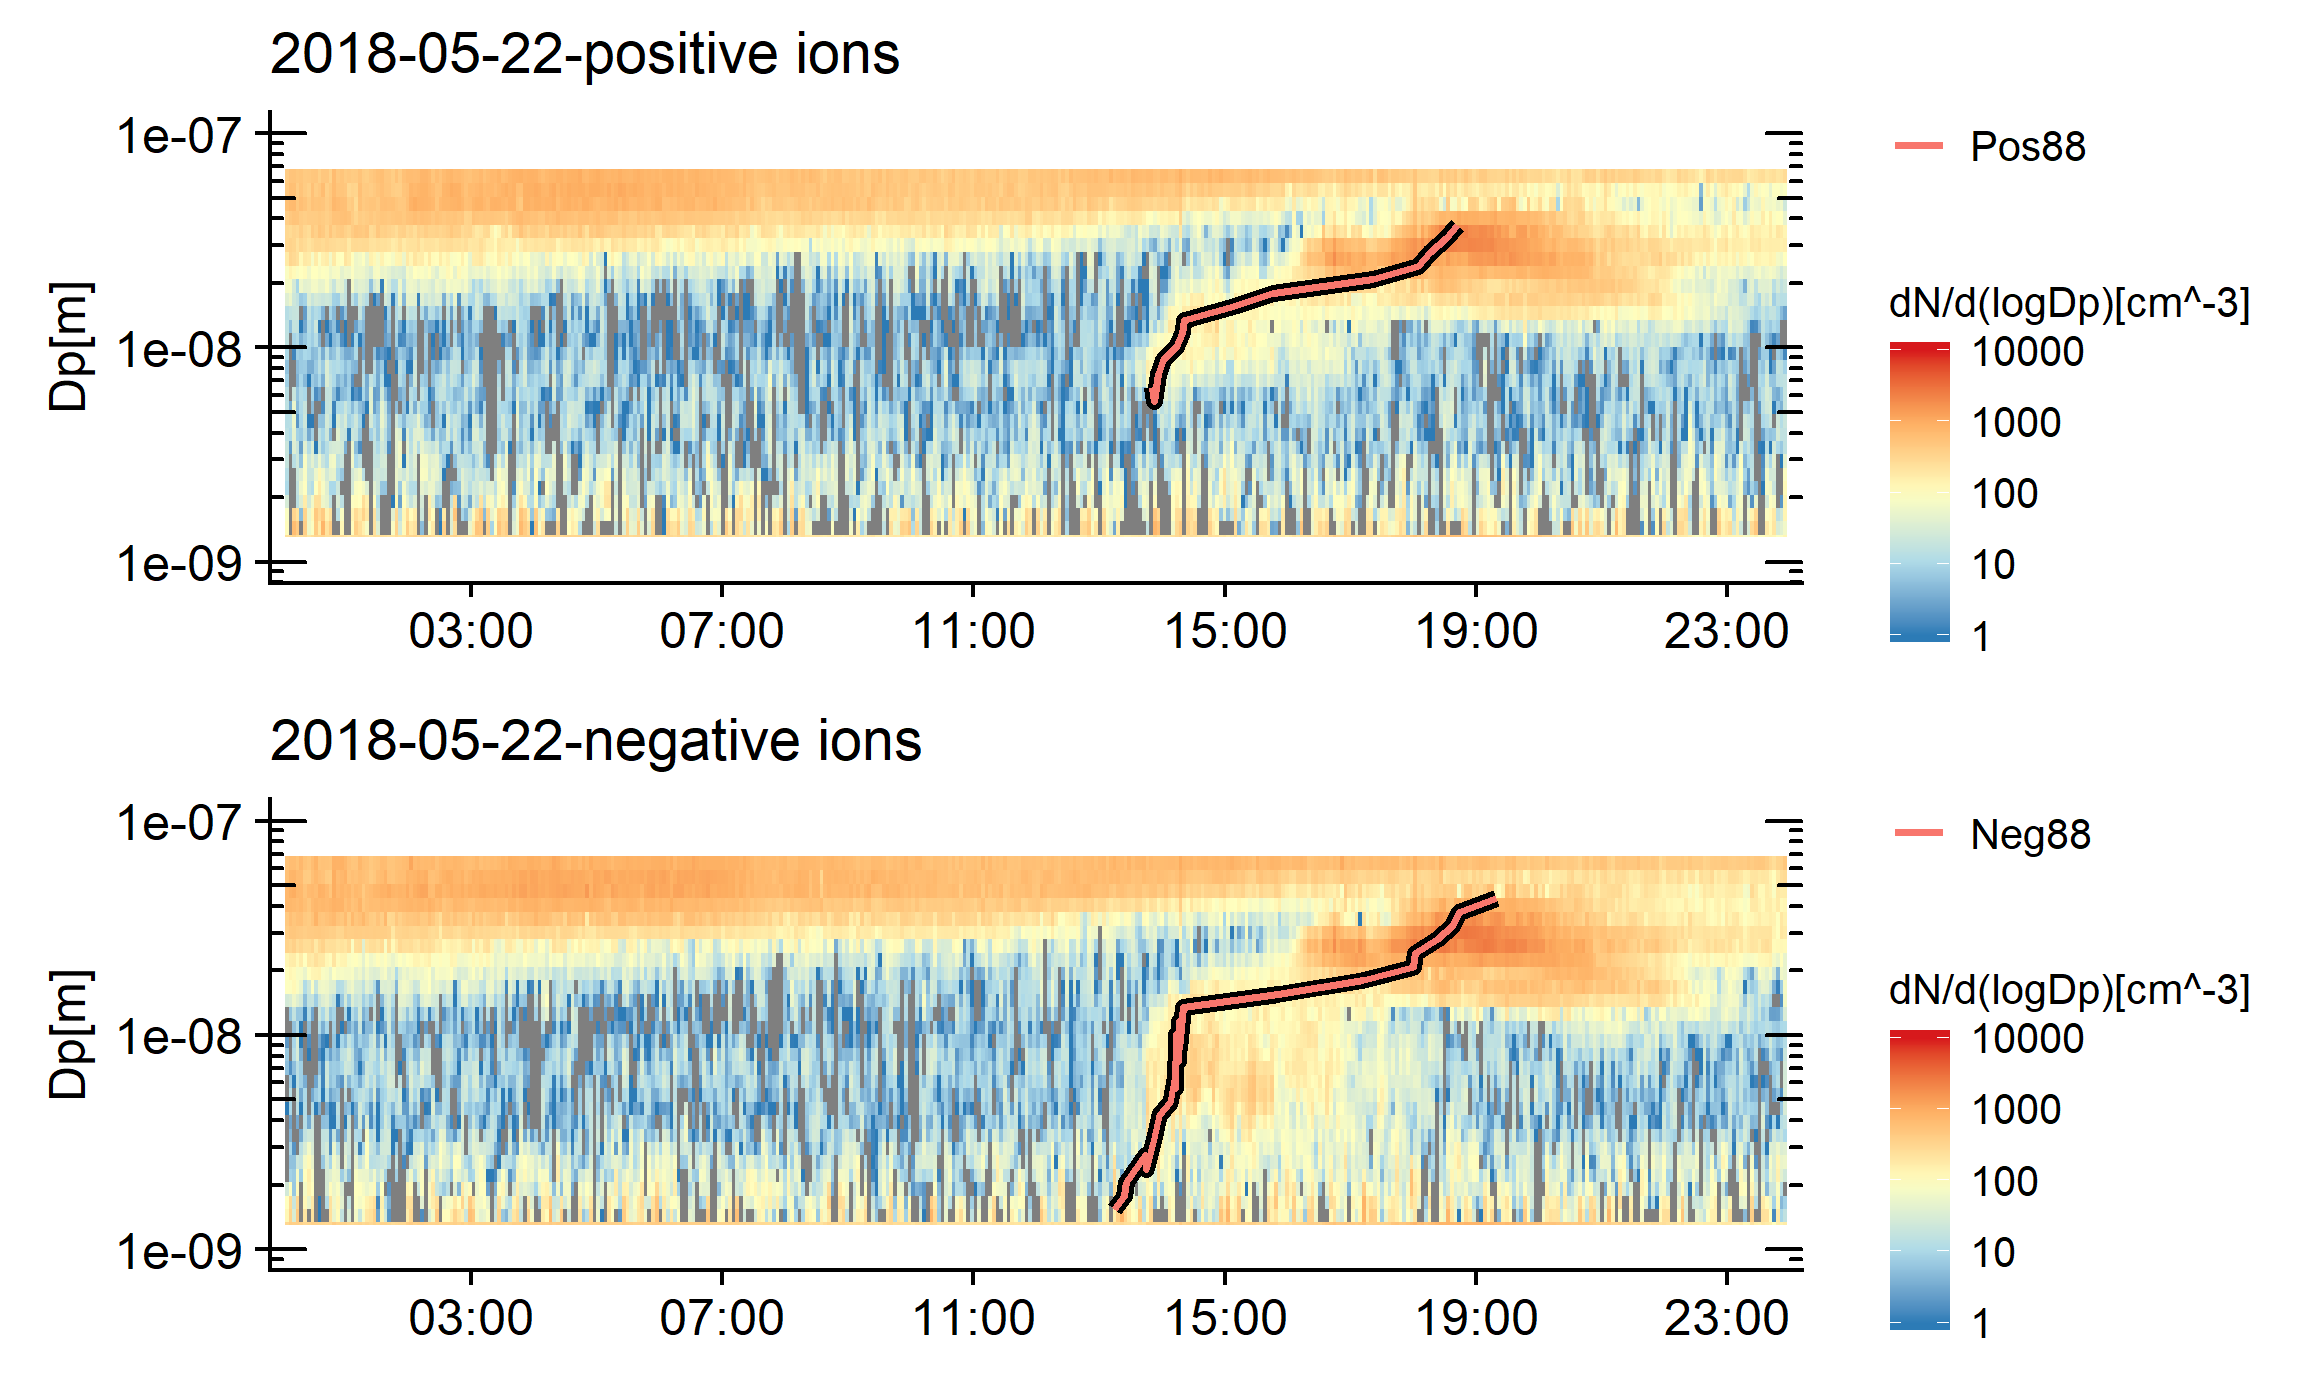 2018-05-22-positive ions
1e-07
1e-08
1e-09
Dp[m]
03:00 07:00 11:00 15:00 19:00 23:00
Pos88
dN/d(logDp)[cm^-3]
10000
1000
100
10
1
2018-05-22-negative ions
1e-07
1e-08
1e-09
Dp[m]
03:00 07:00 11:00 15:00 19:00 23:00
Neg88
dN/d(logDp)[cm^-3]
10000
1000
100
10
1